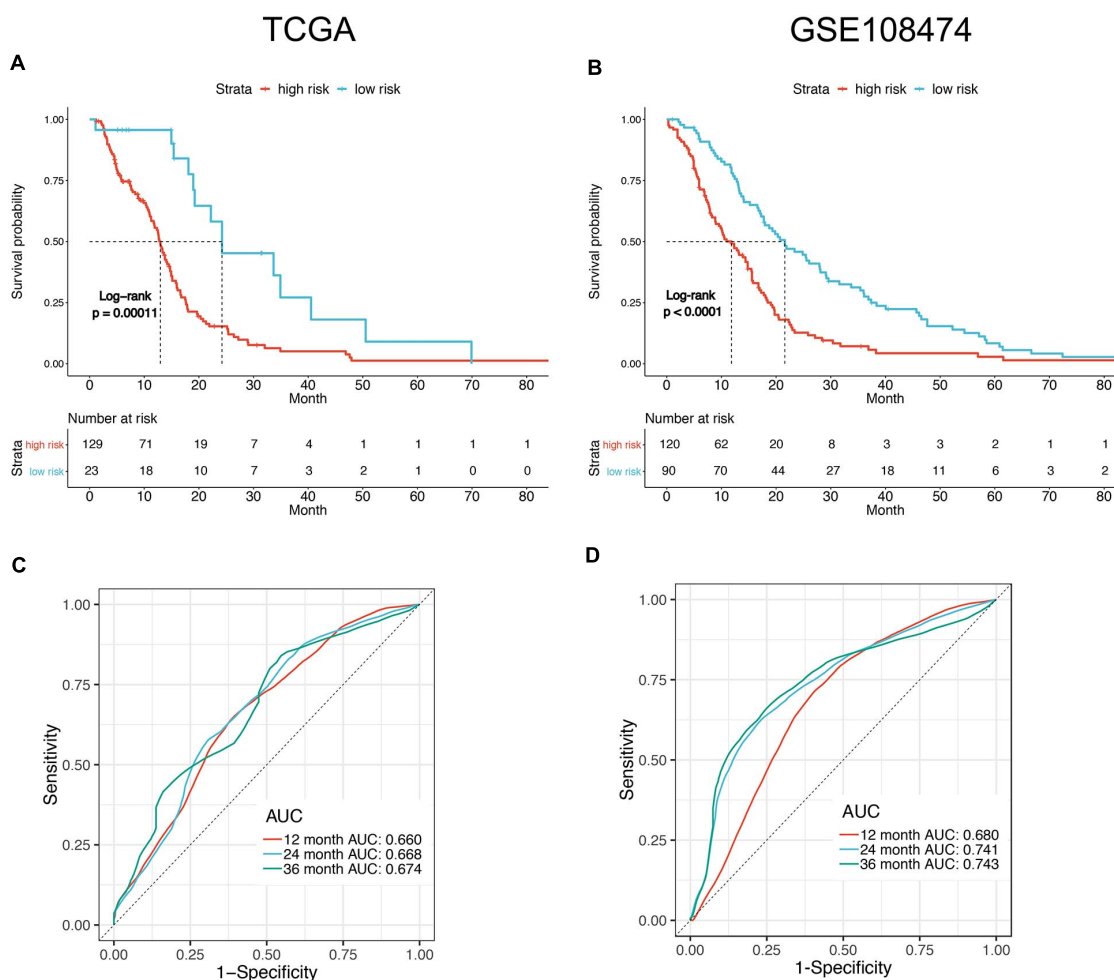 TCGA
GSE108474
A
Strata high risk low risk
Survival probability
1.00
0.75
0.50
0.25
0.00
Log-rank
p = 0.00011
0 10 20 30 40 50 60 70 80
Month
Number at risk
Strata
high risk 129 71 19 7 4 1 1 1 1
low risk 23 18 10 7 3 2 1 0 0
0 10 20 30 40 50 60 70 80
Month
B
Strata high risk low risk
Survival probability
1.00
0.75
0.50
0.25
0.00
Log-rank
p < 0.0001
0 10 20 30 40 50 60 70 80
Month
Number at risk
Strata
high risk 120 62 20 8 3 3 2 1 1
low risk 90 70 44 27 18 11 6 3 2
0 10 20 30 40 50 60 70 80
Month
C
Sensitivity
1.00
0.75
0.50
0.25
0.00
AUC
12 month AUC: 0.660
24 month AUC: 0.668
36 month AUC: 0.674
0.00 0.25 0.50 0.75 1.00
1−Specificity
D
Sensitivity
1.00
0.75
0.50
0.25
0.00
AUC
12 month AUC: 0.680
24 month AUC: 0.741
36 month AUC: 0.743
0.00 0.25 0.50 0.75 1.00
1-Specificity